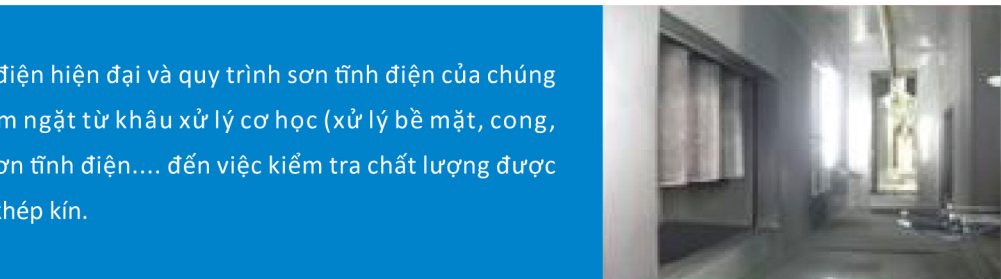 điện hiện đại và quy trình sơn tĩnh điện của chúng
m ngặt từ khâu xử lý cơ học (xử lý bề mặt, cong,
ơn tĩnh điện.... đến việc kiểm tra chất lượng được
khép kín.